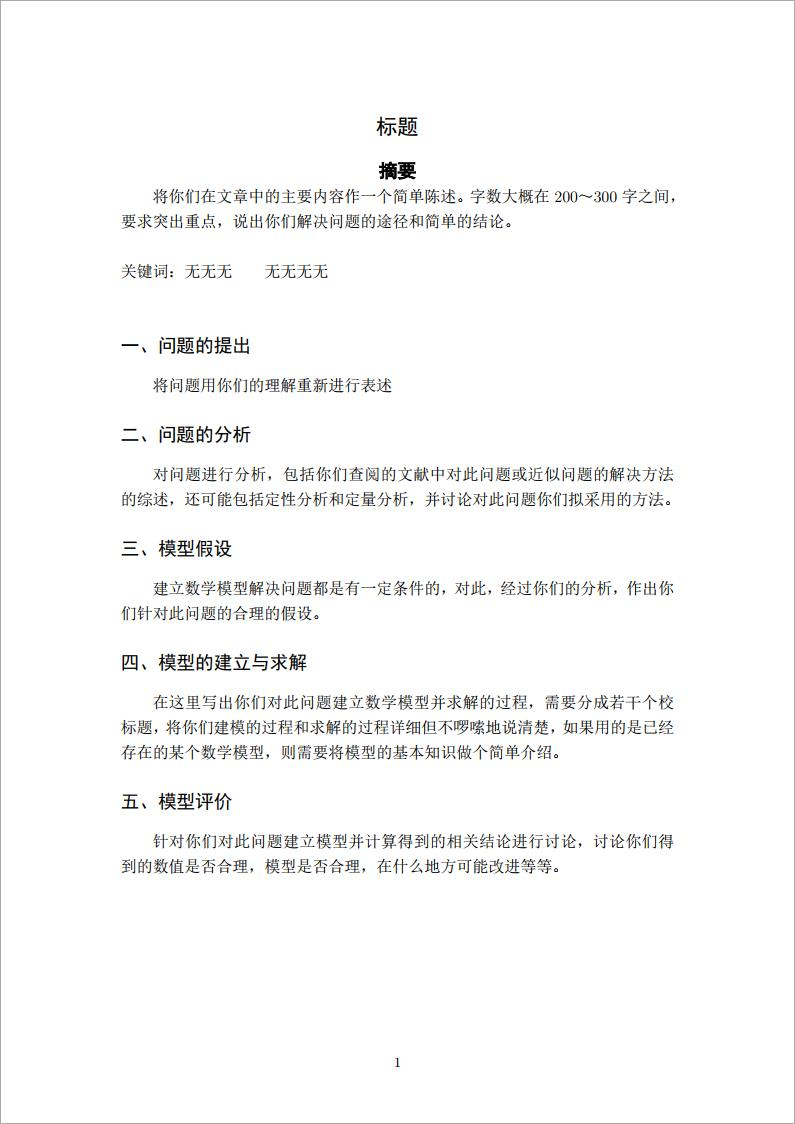 标题
摘要
将你们在文章中的主要内容作一个简单陈述。字数大概在 200～300 字之间，
要求突出重点，说出你们解决问题的途径和简单的结论。
关键词：无无无　　无无无无
一、问题的提出
将问题用你们的理解重新进行表述
二、问题的分析
对问题进行分析，包括你们查阅的文献中对此问题或近似问题的解决方法
的综述，还可能包括定性分析和定量分析，并讨论对此问题你们拟采用的方法。
三、模型假设
建立数学模型解决问题都是有一定条件的，对此，经过你们的分析，作出你
们针对此问题的合理的假设。
四、模型的建立与求解
在这里写出你们对此问题建立数学模型并求解的过程，需要分成若干个校
标题，将你们建模的过程和求解的过程详细但不啰嗦地说清楚，如果用的是已经
存在的某个数学模型，则需要将模型的基本知识做个简单介绍。
五、模型评价
针对你们对此问题建立模型并计算得到的相关结论进行讨论，讨论你们得
到的数值是否合理，模型是否合理，在什么地方可能改进等等。
1